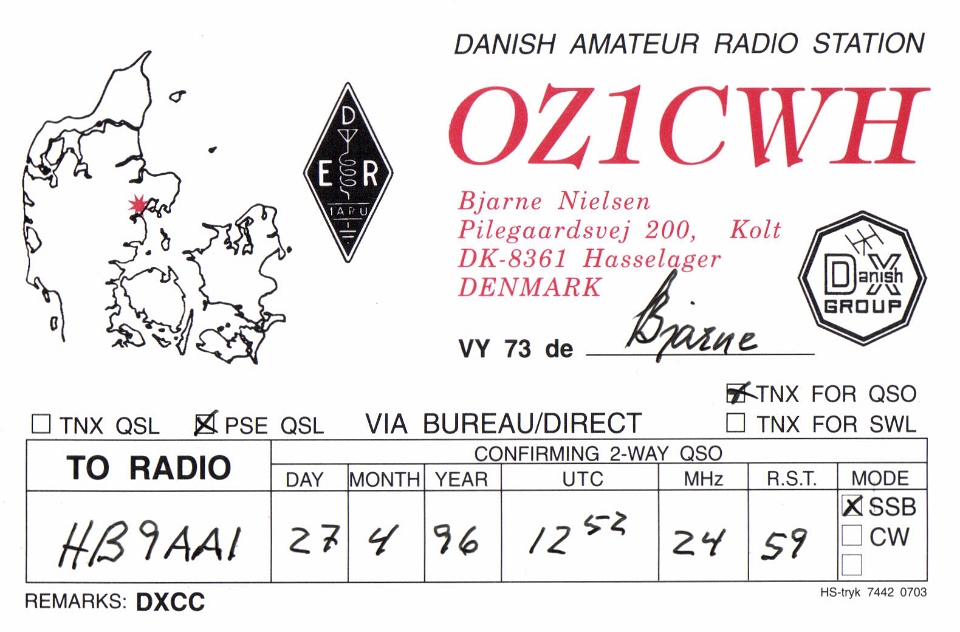 DANISH AMATEUR RADIO STATION
OZ1CWH
D
E R
IARU
Bjarne Nielsen
Pilegaardsvej 200, Kolt
DK-8361 Hasselager
DENMARK
Danish DX
GROUP
VY 73 de Bjarne
TNX FOR QSO
TNX QSL PSE QSL VIA BUREAU/DIRECT TNX FOR SWL
TO RADIO CONFIRMING 2-WAY QSO
DAY MONTH YEAR UTC MHz R.S.T. MODE
HB9AAI 27 4 96 12 52 24 59 SSB
CW
HS-tryk 7442 0703
REMARKS: DXCC